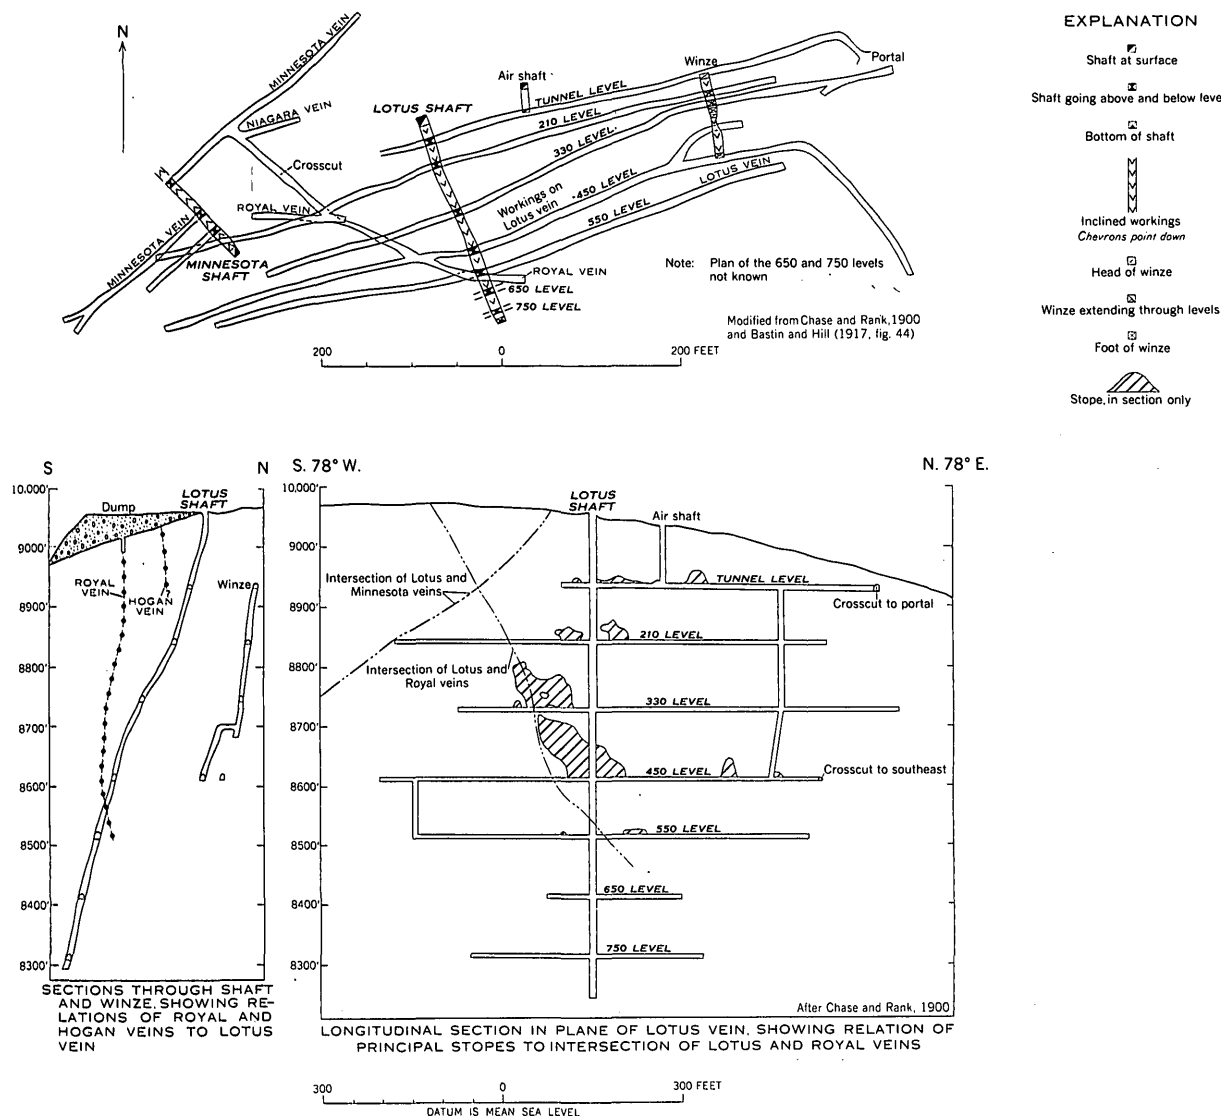 N
MINNESOTA VEIN
NIAGARA VEIN
Crosscut
ROYAL VEIN
MINNESOTA VEIN
MINNESOTA
SHAFT
LOTUS SHAFT
Air shaft
TUNNEL LEVEL
Winze
Portal
210 LEVEL
330 LEVEL
Workings on
Lotus vein
450 LEVEL
550 LEVEL
LOTUS VEIN
ROYAL VEIN
650 LEVEL
750 LEVEL
Note: Plan of the 650 and 750 levels
not known
Modified from Chase and Rank, 1900
and Bastin and Hill (1917, fig. 44)
200 0 200 FEET
EXPLANATION
Shaft at surface
Shaft going above and below leve
Bottom of shaft
Inclined workings
Chevrons point down
Head of winze
Winze extending through levels
Foot of winze
Stope, in section only
S N
10,000'
9000'
8900'
8800'
8700'
8600'
8500'
8400'
8300'
Dump
LOTUS
SHAFT
ROYAL
VEIN
HOGAN
VEIN
?
Winze
SECTIONS THROUGH SHAFT
AND WINZE, SHOWING RE-
LATIONS OF ROYAL AND
HOGAN VEINS TO LOTUS
VEIN
S. 78° W. N. 78° E.
10,000'
9000'
8900'
8800'
8700'
8600'
8500'
8400'
8300'
LOTUS
SHAFT
Air shaft
Intersection of Lotus and
Minnesota veins
TUNNEL LEVEL
Crosscut to portal
210 LEVEL
Intersection of Lotus and
Royal veins
330 LEVEL
450 LEVEL
Crosscut to southeast
550 LEVEL
650 LEVEL
750 LEVEL
After Chase and Rank, 1900
LONGITUDINAL SECTION IN PLANE OF LOTUS VEIN, SHOWING RELATION OF
PRINCIPAL STOPES TO INTERSECTION OF LOTUS AND ROYAL VEINS
300 0 300 FEET
DATUM IS MEAN SEA LEVEL